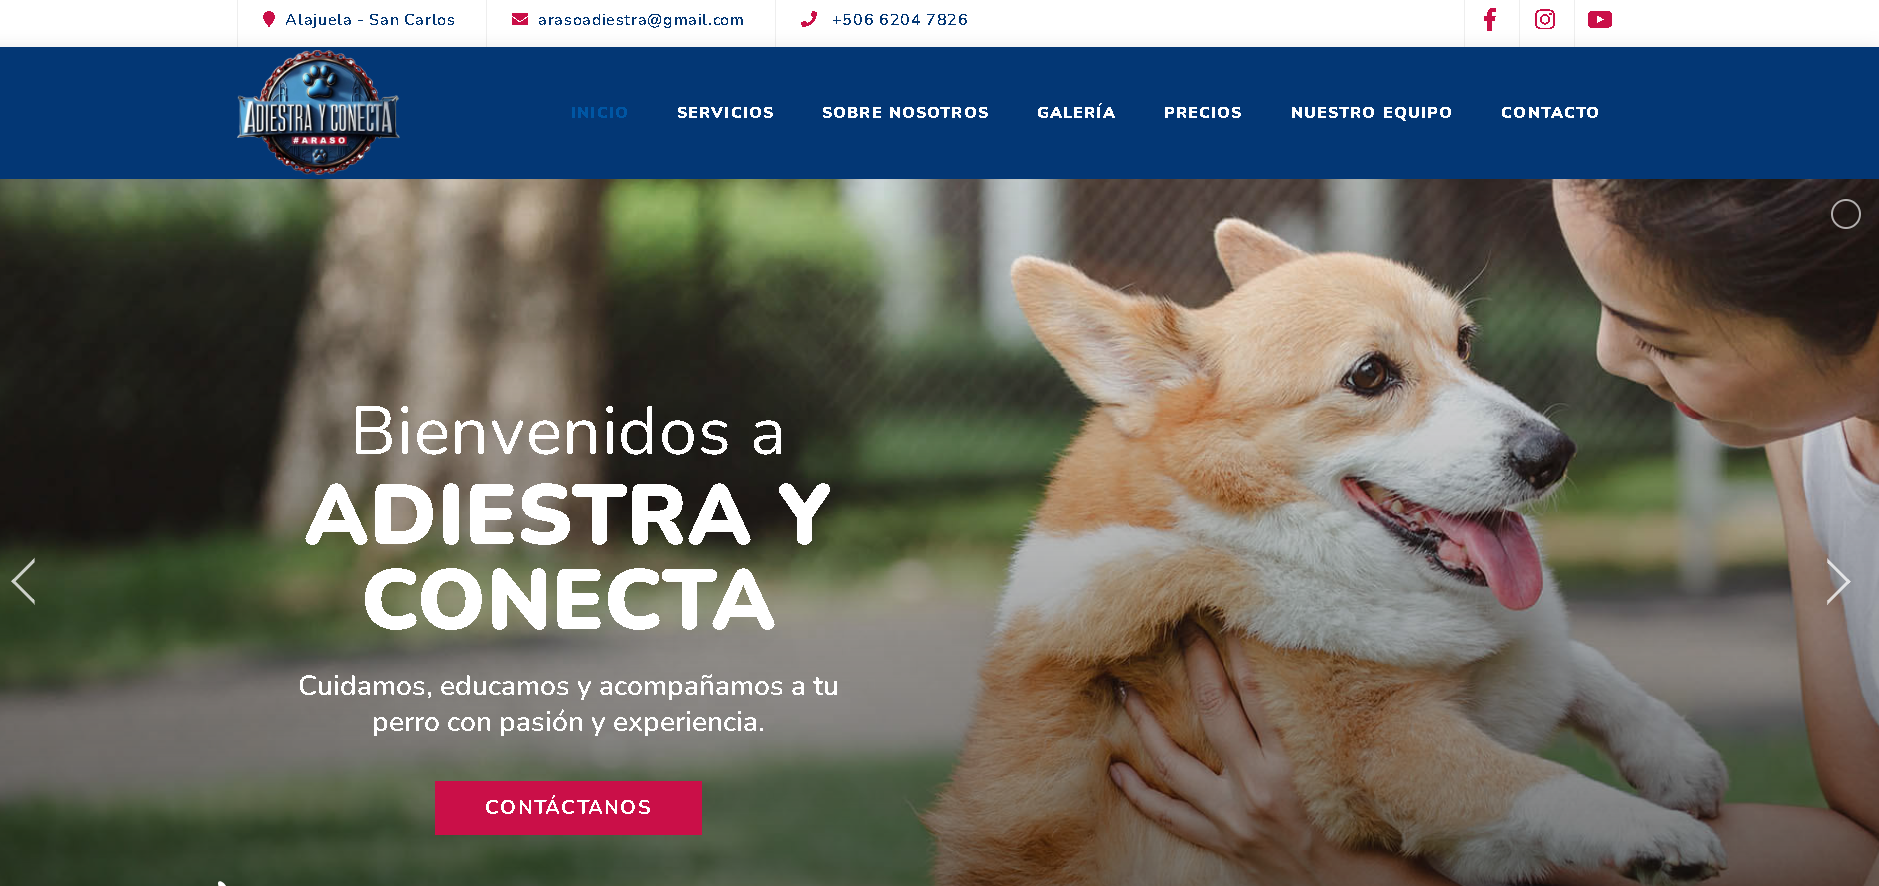 Alajuela - San Carlos
arasoadiestra@gmail.com
+506 6204 7826
ADIESTRA Y CONECTA
#ARASO
INICIO
SERVICIOS
SOBRE NOSOTROS
GALERÍA
PRECIOS
NUESTRO EQUIPO
CONTACTO
Bienvenidos a
ADIESTRA Y
CONECTA
Cuidamos, educamos y acompañamos a tu
perro con pasión y experiencia.
CONTÁCTANOS